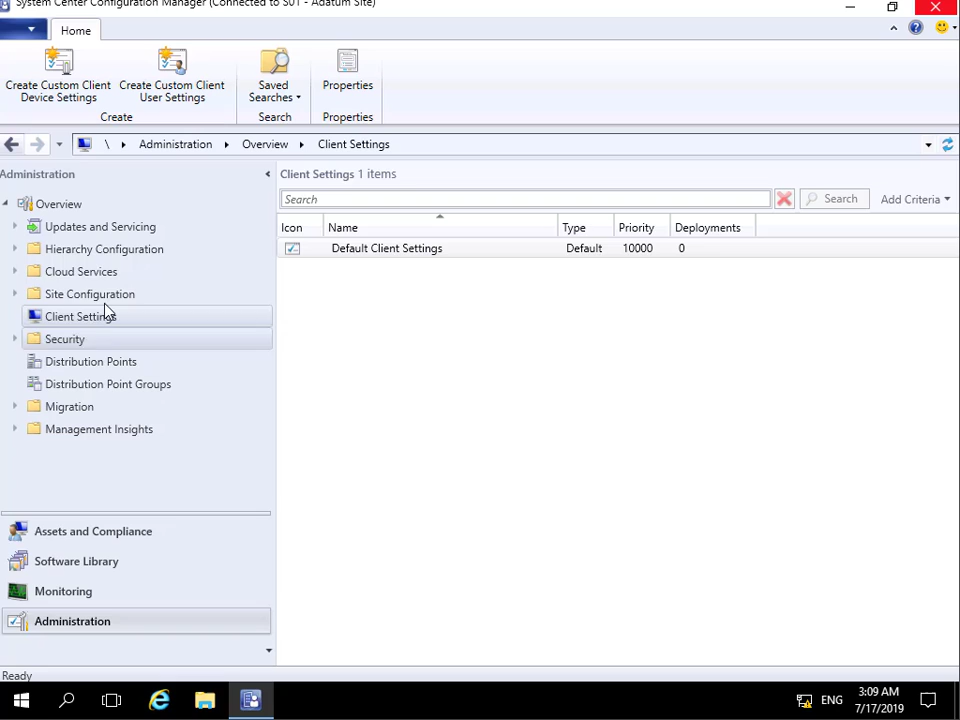 System Center Configuration Manager (Connected to S01 - Adatum Site)
Home
Create Custom Client Device Settings
Create Custom Client User Settings
Saved Searches
Properties
Create
Search
Properties
\ Administration Overview Client Settings
Administration
Overview
Updates and Servicing
Hierarchy Configuration
Cloud Services
Site Configuration
Client Settings
Security
Distribution Points
Distribution Point Groups
Migration
Management Insights
Assets and Compliance
Software Library
Monitoring
Administration
Client Settings 1 items
Search
Search
Add Criteria
Icon Name Type Priority Deployments
Default Client Settings Default 10000 0
Ready
ENG
3:09 AM
7/17/2019